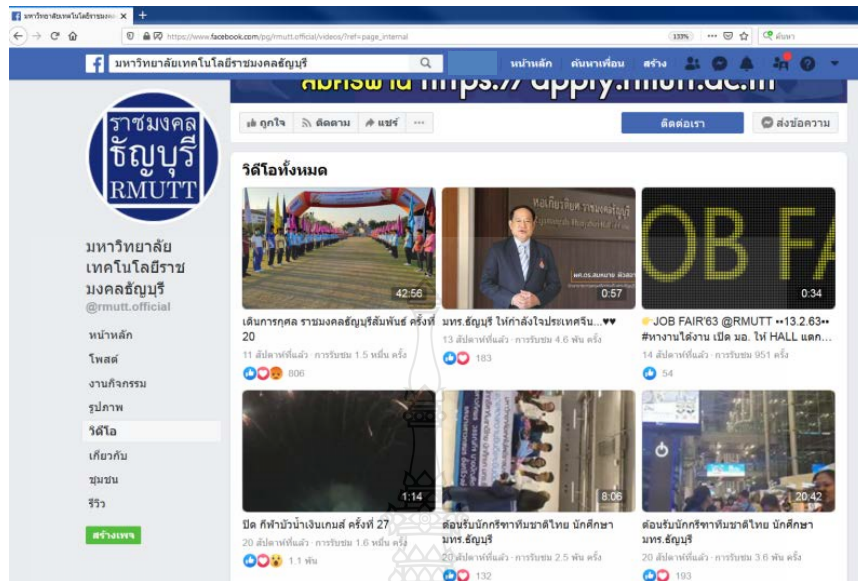 มหาวิทยาลัยเทคโนโลยีราชมงคล
https://www.facebook.com/pg/rmutt.official/videos/?ref=page_internal
133%
ค้นหา
มหาวิทยาลัยเทคโนโลยีราชมงคลธัญบุรี
หน้าหลัก
ค้นหาเพื่อน
สร้าง
สมัครผ่าน https://apply.rmutt.ac.th
ราชมงคล
ธัญบุรี
RMUTT
มหาวิทยาลัย
เทคโนโลยีราช
มงคลธัญบุรี
@rmutt.official
หน้าหลัก
โพสต์
งานกิจกรรม
รูปภาพ
วิดีโอ
เกี่ยวกับ
ชุมชน
รีวิว
สร้างเพจ
ถูกใจ
ติดตาม
แชร์
ติดต่อเรา
ส่งข้อความ
วิดีโอทั้งหมด
42:56
เดินการกุศล ราชมงคลธัญบุรีสัมพันธ์ ครั้งที่
20
11 สัปดาห์ที่แล้ว · การรับชม 1.5 หมื่น ครั้ง
806
หอเกียรติยศ ราชมงคลธัญบุรี
0:57
มทร.ธัญบุรี ให้กำลังใจประเทศจีน...♥♥
13 สัปดาห์ที่แล้ว · การรับชม 4.6 พัน ครั้ง
183
OB FA
0:34
👉JOB FAIR'63 @RMUTT ••13.2.63••
#หางานได้งาน เปิด มอ. ให้ HALL แตก...
14 สัปดาห์ที่แล้ว · การรับชม 951 ครั้ง
54
1:14
ปิด กีฬาบัวน้ำเงินเกมส์ ครั้งที่ 27
20 สัปดาห์ที่แล้ว · การรับชม 1.6 หมื่น ครั้ง
1.1 พัน
8:06
ต้อนรับนักกรีฑาทีมชาติไทย นักศึกษา
มทร.ธัญบุรี
20 สัปดาห์ที่แล้ว · การรับชม 2.5 พัน ครั้ง
132
20:42
ต้อนรับนักกรีฑาทีมชาติไทย นักศึกษา
มทร.ธัญบุรี
20 สัปดาห์ที่แล้ว · การรับชม 3.6 พัน ครั้ง
193